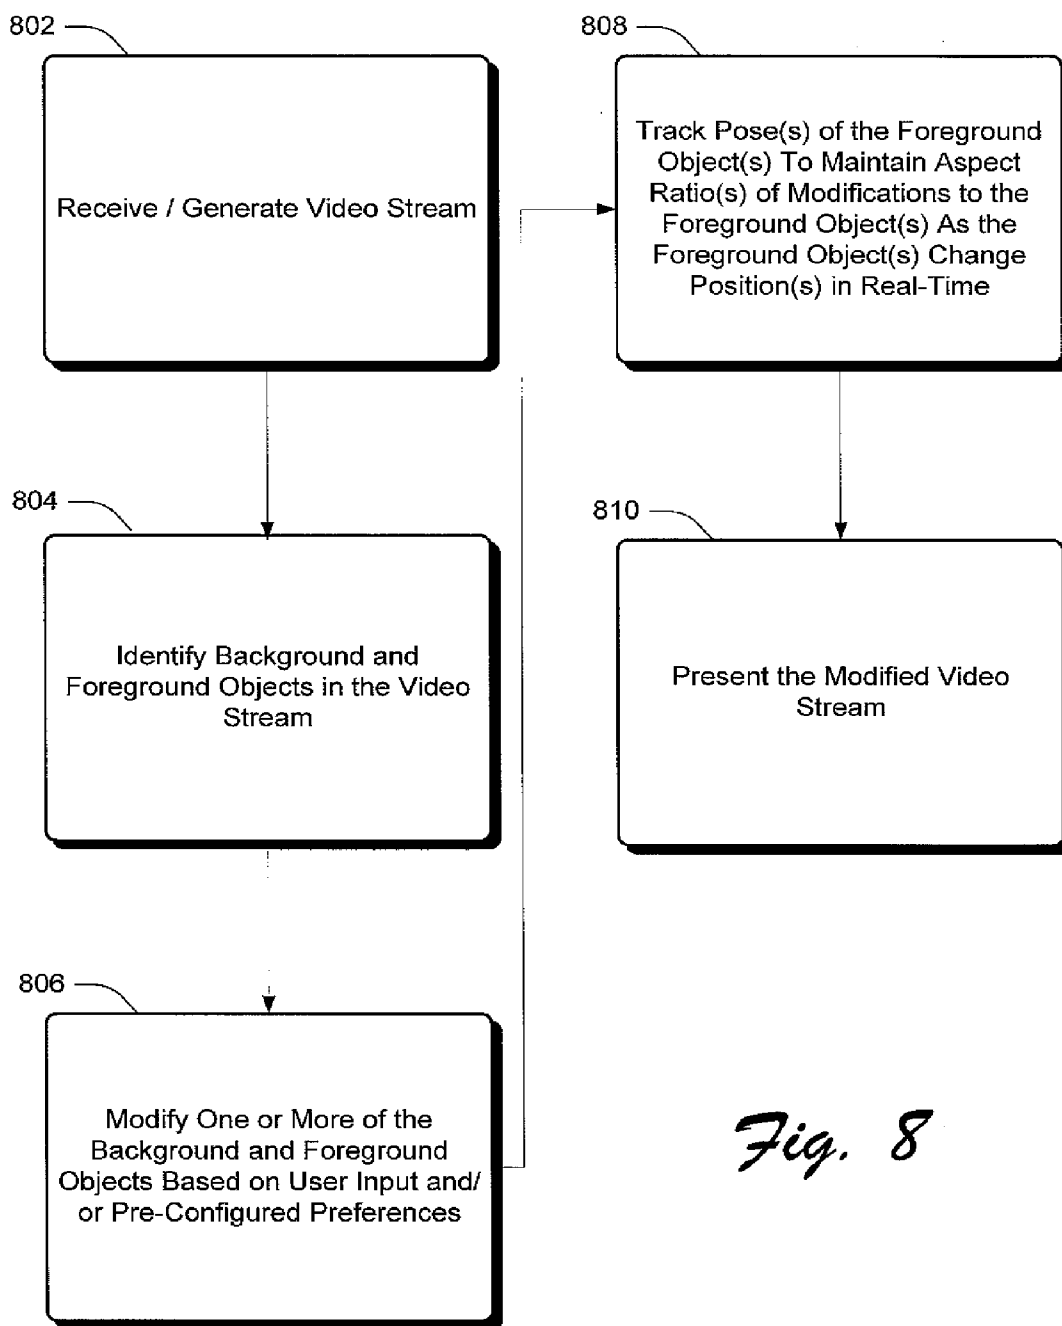 802
Receive / Generate Video Stream
804
Identify Background and
Foreground Objects in the Video
Stream
806
Modify One or More of the
Background and Foreground
Objects Based on User Input and/
or Pre-Configured Preferences
808
Track Pose(s) of the Foreground
Object(s) To Maintain Aspect
Ratio(s) of Modifications to the
Foreground Object(s) As the
Foreground Object(s) Change
Position(s) in Real-Time
810
Present the Modified Video
Stream
Fig. 8